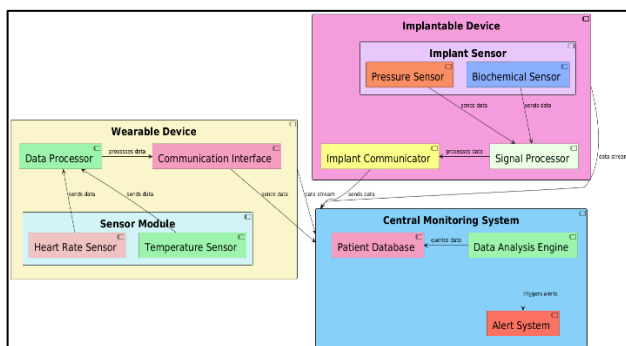 Implantable Device
Implant Sensor
Pressure Sensor
Biochemical Sensor
sends data
sends data
Wearable Device
Data Processor
processes data
Communication Interface
Implant Communicator
processes data
Signal Processor
data stream
sends data
sends data
sends data
data stream
sends data
Sensor Module
Heart Rate Sensor
Temperature Sensor
Central Monitoring System
Patient Database
queries data
Data Analysis Engine
triggers alerts
Alert System